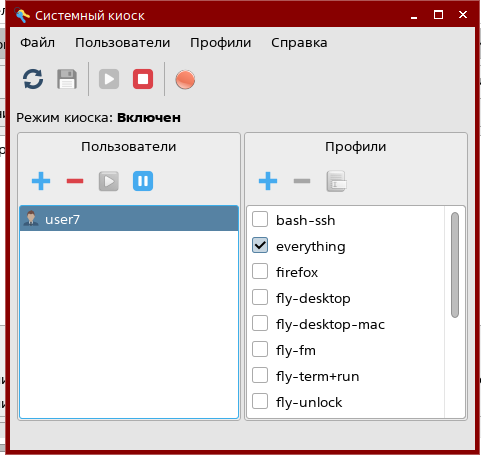 Системный киоск
Файл Пользователи Профили Справка
Режим киоска: Включен
Пользователи
Профили
user7
bash-ssh
everything
firefox
fly-desktop
fly-desktop-mac
fly-fm
fly-term+run
fly-unlock